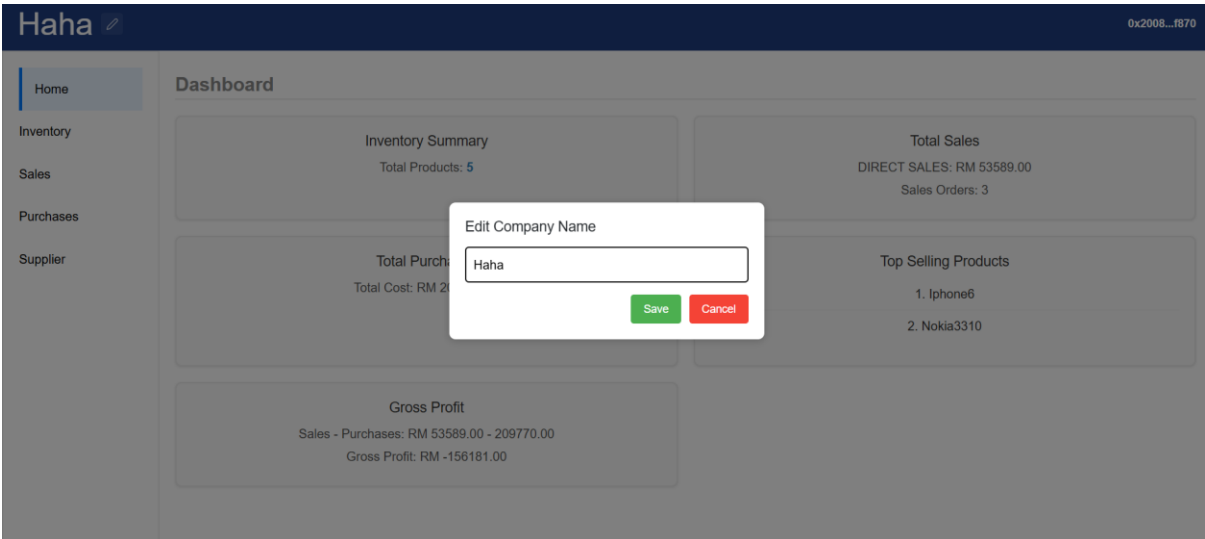 Haha
0x2008...f870
Home
Inventory
Sales
Purchases
Supplier
Dashboard
Inventory Summary
Total Products: 5
Total Sales
DIRECT SALES: RM 53589.00
Sales Orders: 3
Total
Total Cost: RM
Edit Company Name
Haha
Save
Cancel
Top Selling Products
1. Iphone6
2. Nokia3310
Gross Profit
Sales - Purchases: RM 53589.00 - 209770.00
Gross Profit: RM -156181.00